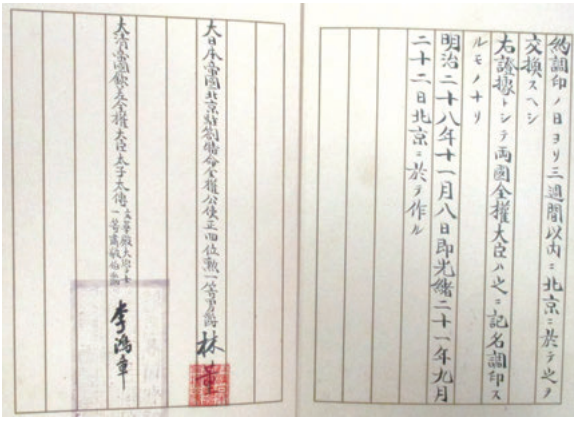 約調印ノ日ヨリ三週間以内ニ北京ニ於テ之ヲ
交換スヘシ
右證據トシテ両國全權大臣ハ之ニ記名調印ス
ルモノナリ
明治二十八年十一月八日即光緒二十一年九月
二十二日北京ニ於テ作ル
大日本帝國北京駐劄特命全權公使正四位勲一等男爵 林董
大清帝國欽差全權大臣太子太傅文華殿大學士一等肅毅伯爵 李鴻章